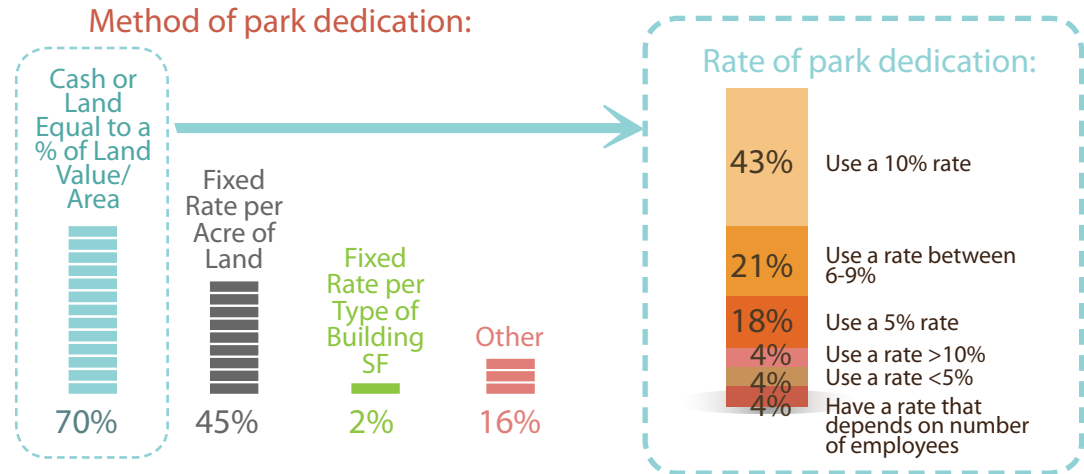 Method of park dedication:
Cash or
Land
Equal to a
% of Land
Value/
Area
70%
Fixed
Rate per
Acre of
Land
45%
Fixed
Rate per
Type of
Building
SF
2%
Other
16%
Rate of park dedication:
43%
Use a 10% rate
21%
Use a rate between
6-9%
18%
Use a 5% rate
4%
Use a rate >10%
4%
Use a rate <5%
4%
Have a rate that
depends on number
of employees